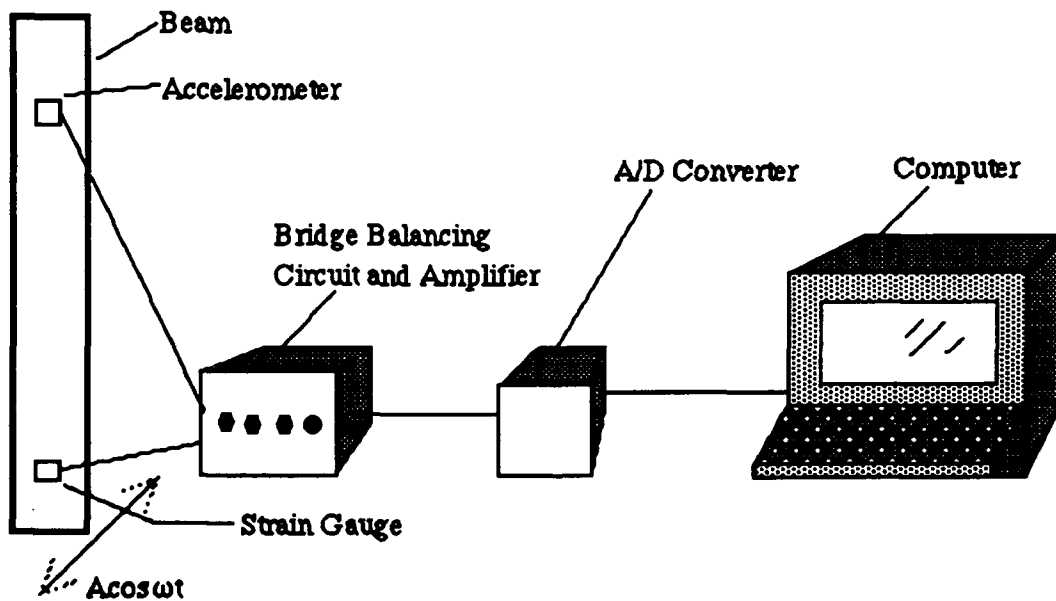 Beam
Accelerometer
A/D Converter
Computer
Bridge Balancing
Circuit and Amplifier
Strain Gauge
Acosωt